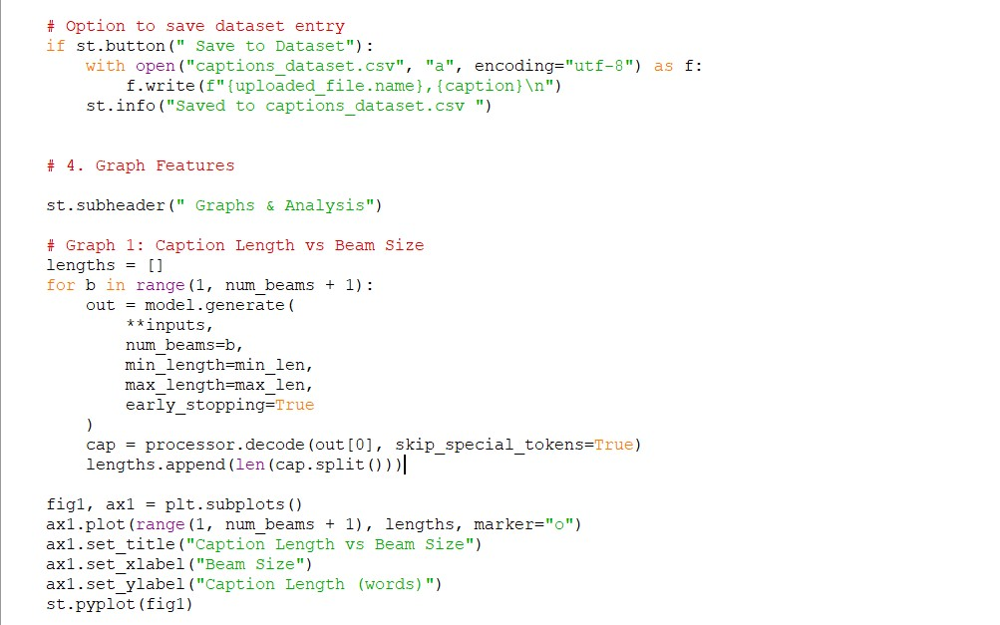 # Option to save dataset entry
if st.button(" Save to Dataset"):
    with open("captions_dataset.csv", "a", encoding="utf-8") as f:
        f.write(f"{uploaded_file.name},{caption}\n")
    st.info("Saved to captions_dataset.csv ")
# 4. Graph Features
st.subheader(" Graphs & Analysis")
# Graph 1: Caption Length vs Beam Size
lengths = []
for b in range(1, num_beams + 1):
    out = model.generate(
        **inputs,
        num_beams=b,
        min_length=min_len,
        max_length=max_len,
        early_stopping=True
    )
    cap = processor.decode(out[0], skip_special_tokens=True)
    lengths.append(len(cap.split()))
fig1, ax1 = plt.subplots()
ax1.plot(range(1, num_beams + 1), lengths, marker="o")
ax1.set_title("Caption Length vs Beam Size")
ax1.set_xlabel("Beam Size")
ax1.set_ylabel("Caption Length (words)")
st.pyplot(fig1)